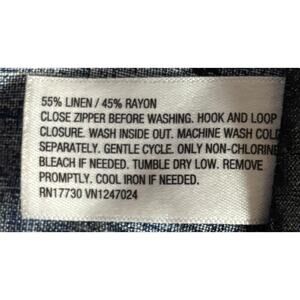 55% LINEN / 45% RAYON
CLOSE ZIPPER BEFORE WASHING. HOOK AND LOOP
CLOSURE. WASH INSIDE OUT. MACHINE WASH COLD
SEPARATELY. GENTLE CYCLE. ONLY NON-CHLORINE
BLEACH IF NEEDED. TUMBLE DRY LOW. REMOVE
PROMPTLY. COOL IRON IF NEEDED.
RN17730 VN1247024